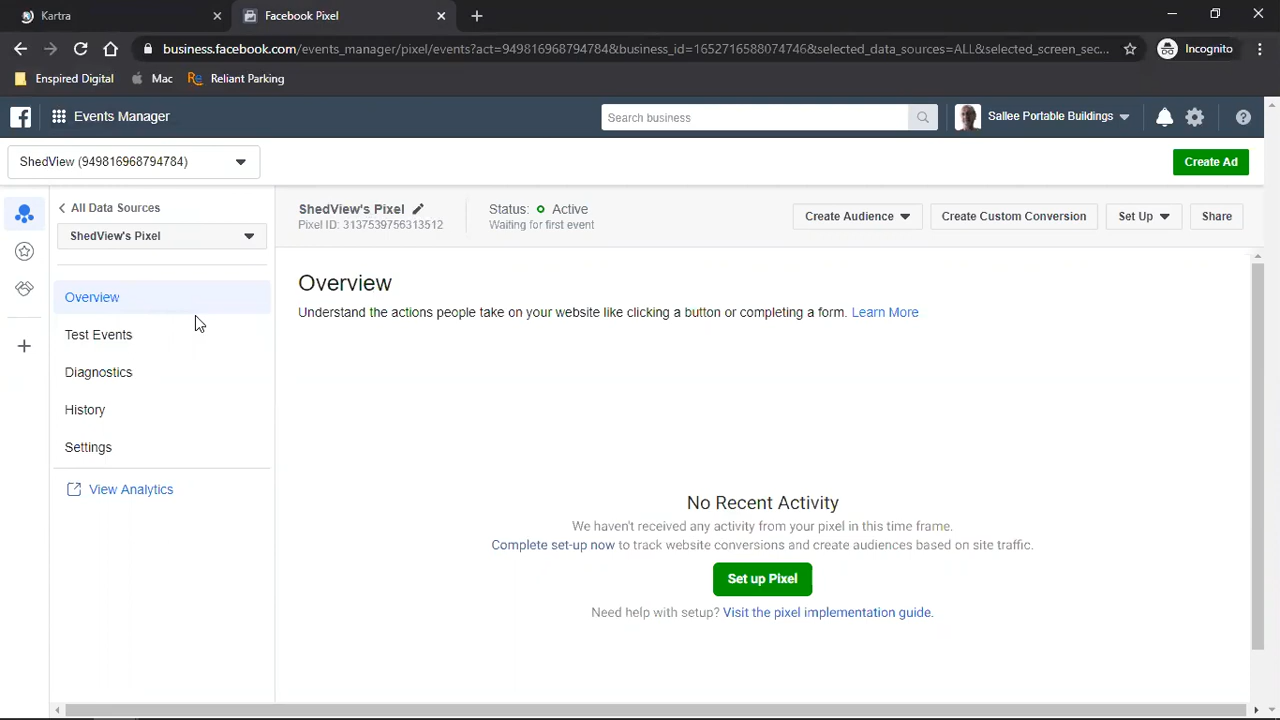 Kartra
Facebook Pixel
business.facebook.com/events_manager/pixel/events?act=949816968794784&business_id=1652716588074746&selected_data_sources=ALL&selected_screen_sec...
Incognito
Enspired Digital
Mac
Reliant Parking
Events Manager
Search business
Sallee Portable Buildings
ShedView (949816968794784)
Create Ad
All Data Sources
ShedView's Pixel
ShedView's Pixel
Pixel ID: 3137539756313512
Status: Active
Waiting for first event
Create Audience
Create Custom Conversion
Set Up
Share
Overview
Test Events
Diagnostics
History
Settings
View Analytics
Overview
Understand the actions people take on your website like clicking a button or completing a form. Learn More
No Recent Activity
We haven't received any activity from your pixel in this time frame.
Complete set-up now to track website conversions and create audiences based on site traffic.
Set up Pixel
Need help with setup? Visit the pixel implementation guide.